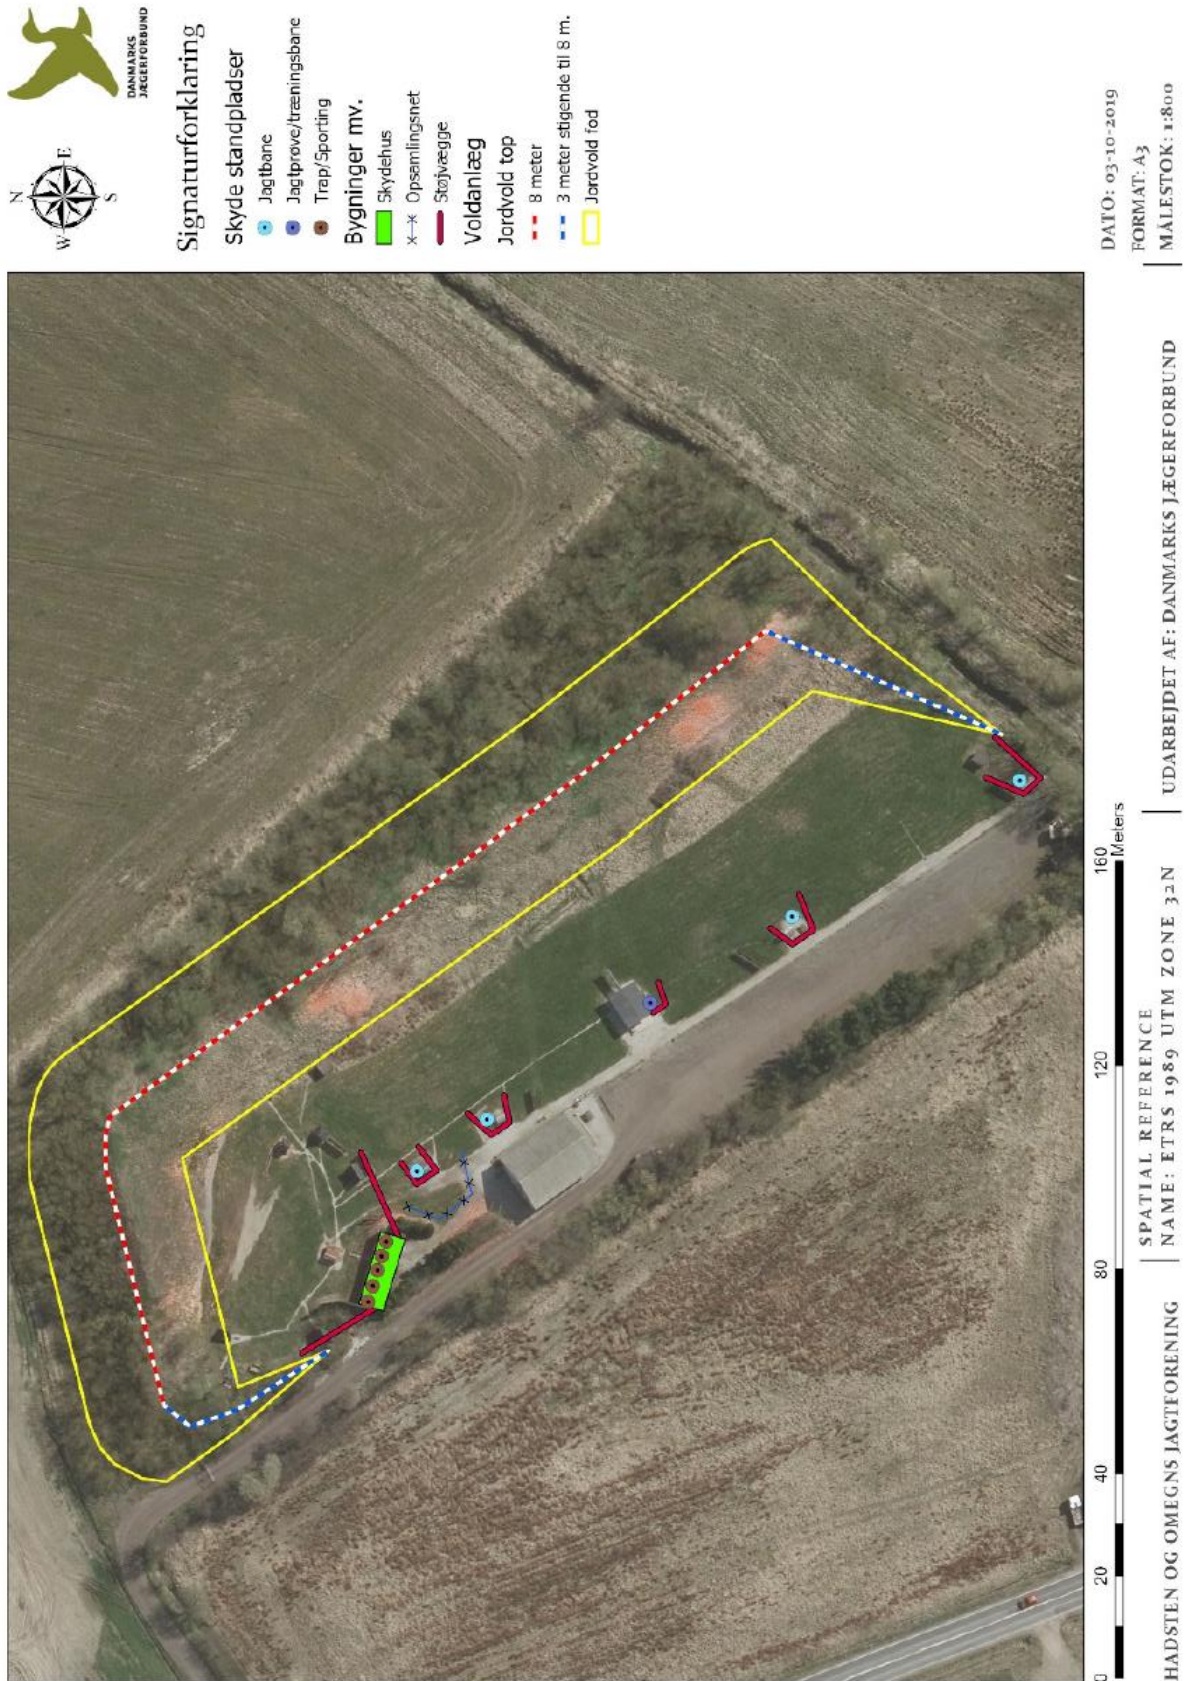 DANMARKS
JÆGERFORBUND
N
W E
S
Signaturforklaring
Skyde standpladser
Jagtbane
Jagtprøve/træningsbane
Trap/Sporting
Bygninger mv.
Skydehus
Opsamlingsnet
Støjvægge
Voldanlæg
Jordvold top
8 meter
3 meter stigende til 8 m.
Jordvold fod
0 20 40 80 120 160
Meters
HADSTEN OG OMEGNS JAGTFORENING
SPATIAL REFERENCE
NAME: ETRS 1989 UTM ZONE 32N
UDARBEJDET AF: DANMARKS JÆGERFORBUND
DATO: 03-10-2019
FORMAT: A3
MÅLESTOK: 1:800